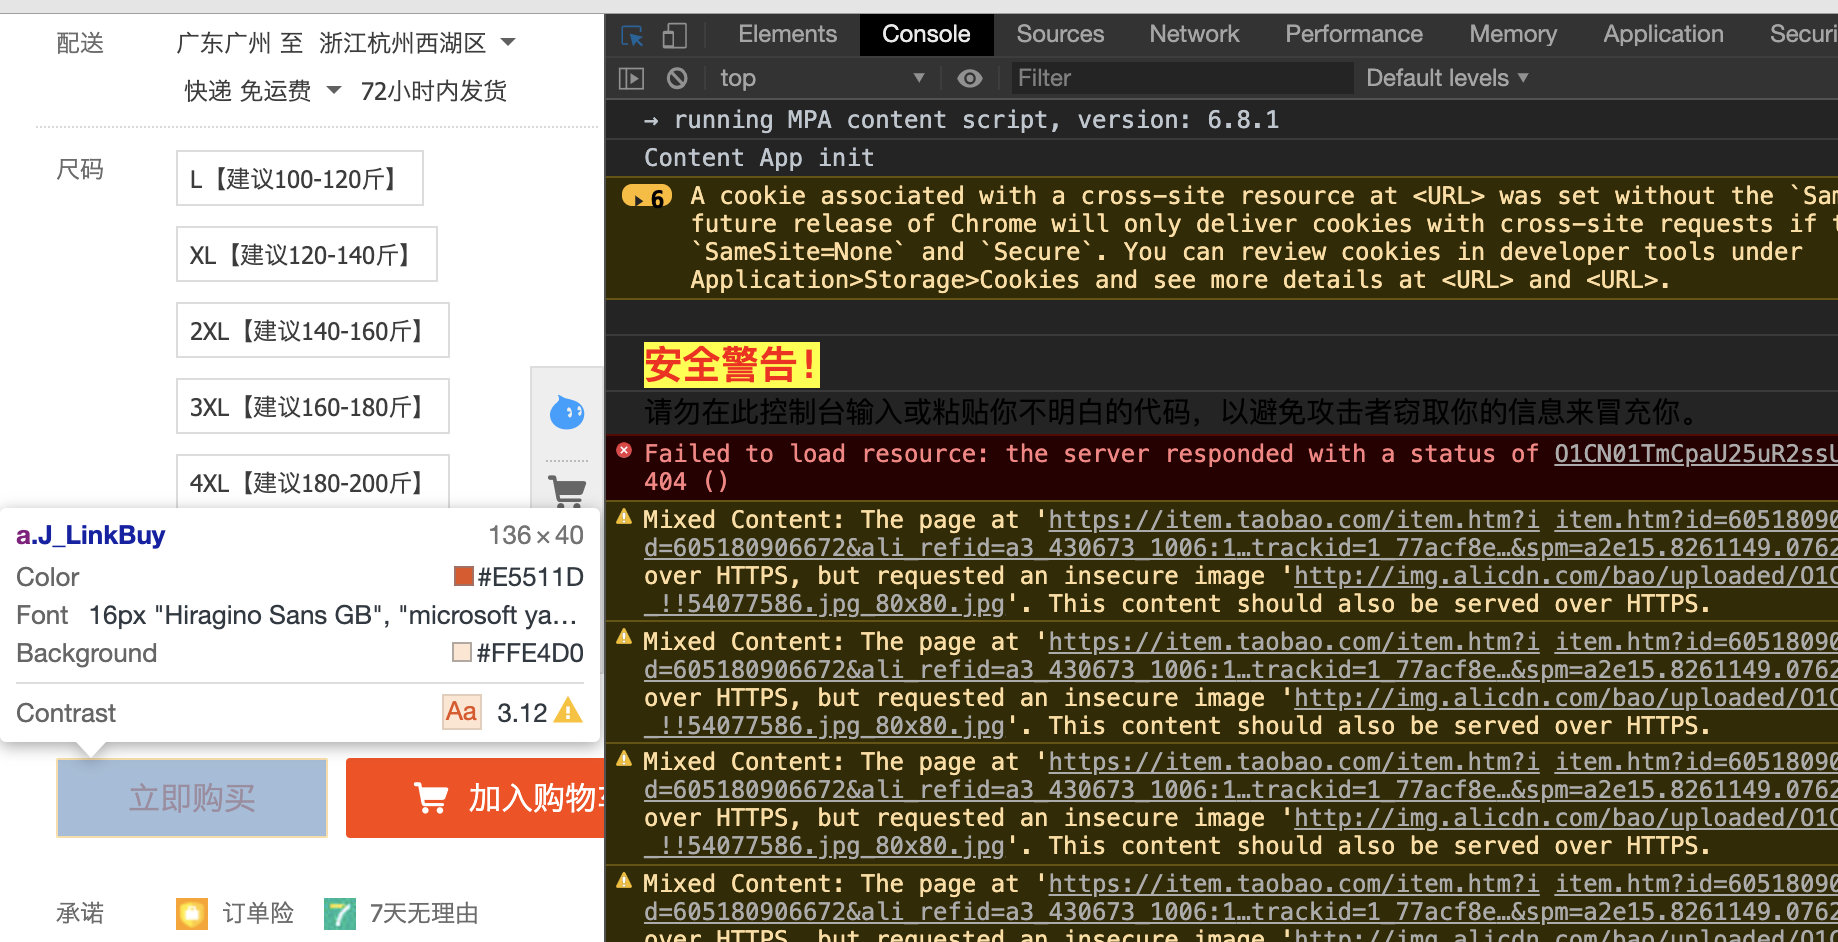 配送
广东广州 至 浙江杭州西湖区
快递 免运费
72小时内发货
尺码
L【建议100-120斤】
XL【建议120-140斤】
2XL【建议140-160斤】
3XL【建议160-180斤】
4XL【建议180-200斤】
a.J_LinkBuy 136×40
Color #E5511D
Font 16px "Hiragino Sans GB", "microsoft ya…
Background #FFE4D0
Contrast Aa 3.12
立即购买
加入购物
承诺
订单险
7天无理由
Elements Console Sources Network Performance Memory Application Securi
top Filter Default levels
→ running MPA content script, version: 6.8.1
Content App init
6 A cookie associated with a cross-site resource at <URL> was set without the `Sam
future release of Chrome will only deliver cookies with cross-site requests if t
`SameSite=None` and `Secure`. You can review cookies in developer tools under
Application>Storage>Cookies and see more details at <URL> and <URL>.
安全警告!
请勿在此控制台输入或粘贴你不明白的代码，以避免攻击者窃取你的信息来冒充你。
Failed to load resource: the server responded with a status of O1CN01TmCpaU25uR2ssU
404 ()
Mixed Content: The page at 'https://item.taobao.com/item.htm?i item.htm?id=60518090
d=605180906672&ali_refid=a3_430673_1006:1…trackid=1_77acf8e…&spm=a2e15.8261149.0762
over HTTPS, but requested an insecure image 'http://img.alicdn.com/bao/uploaded/O1C
_!!54077586.jpg_80x80.jpg'. This content should also be served over HTTPS.
Mixed Content: The page at 'https://item.taobao.com/item.htm?i item.htm?id=60518090
d=605180906672&ali_refid=a3_430673_1006:1…trackid=1_77acf8e…&spm=a2e15.8261149.0762
over HTTPS, but requested an insecure image 'http://img.alicdn.com/bao/uploaded/O1C
_!!54077586.jpg_80x80.jpg'. This content should also be served over HTTPS.
Mixed Content: The page at 'https://item.taobao.com/item.htm?i item.htm?id=60518090
d=605180906672&ali_refid=a3_430673_1006:1…trackid=1_77acf8e…&spm=a2e15.8261149.0762
over HTTPS, but requested an insecure image 'http://img.alicdn.com/bao/uploaded/O1C
_!!54077586.jpg_80x80.jpg'. This content should also be served over HTTPS.
Mixed Content: The page at 'https://item.taobao.com/item.htm?i item.htm?id=60518090
d=605180906672&ali_refid=a3_430673_1006:1…trackid=1_77acf8e…&spm=a2e15.8261149.0762
over HTTPS, but requested an insecure image 'http://img.alicdn.com/bao/uploaded/O1C